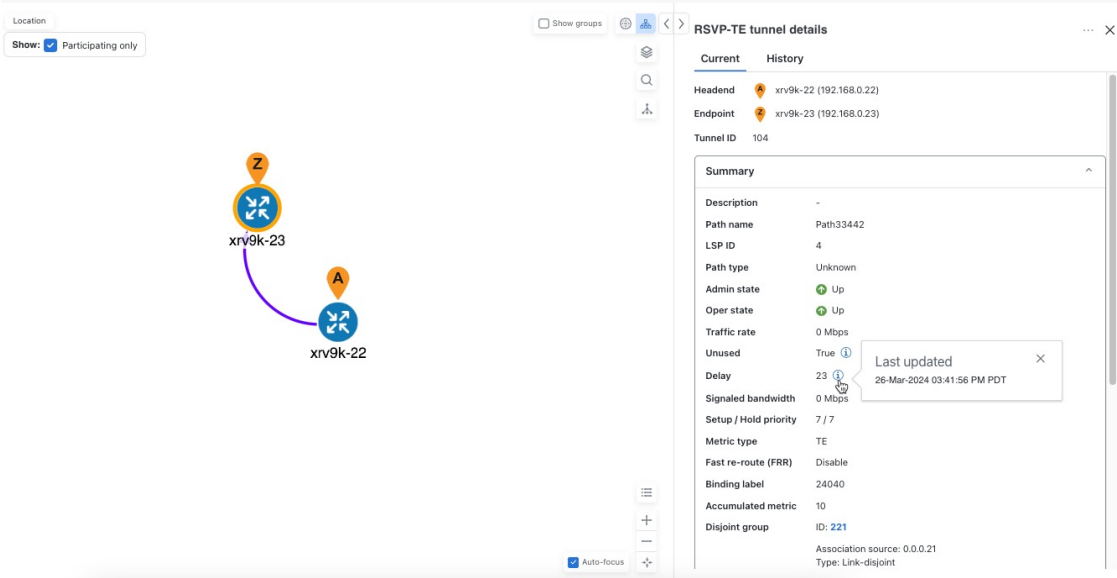 Location
Show: Participating only
Show groups
Z
xrv9k-23
A
xrv9k-22
Auto-focus
RSVP-TE tunnel details
Current History
Headend A xrv9k-22 (192.168.0.22)
Endpoint Z xrv9k-23 (192.168.0.23)
Tunnel ID 104
Summary
Description -
Path name Path33442
LSP ID 4
Path type Unknown
Admin state Up
Oper state Up
Traffic rate 0 Mbps
Unused True
Delay 23
Last updated
26-Mar-2024 03:41:56 PM PDT
Signaled bandwidth 0 Mbps
Setup / Hold priority 7 / 7
Metric type TE
Fast re-route (FRR) Disable
Binding label 24040
Accumulated metric 10
Disjoint group ID: 221
Association source: 0.0.0.21
Type: Link-disjoint